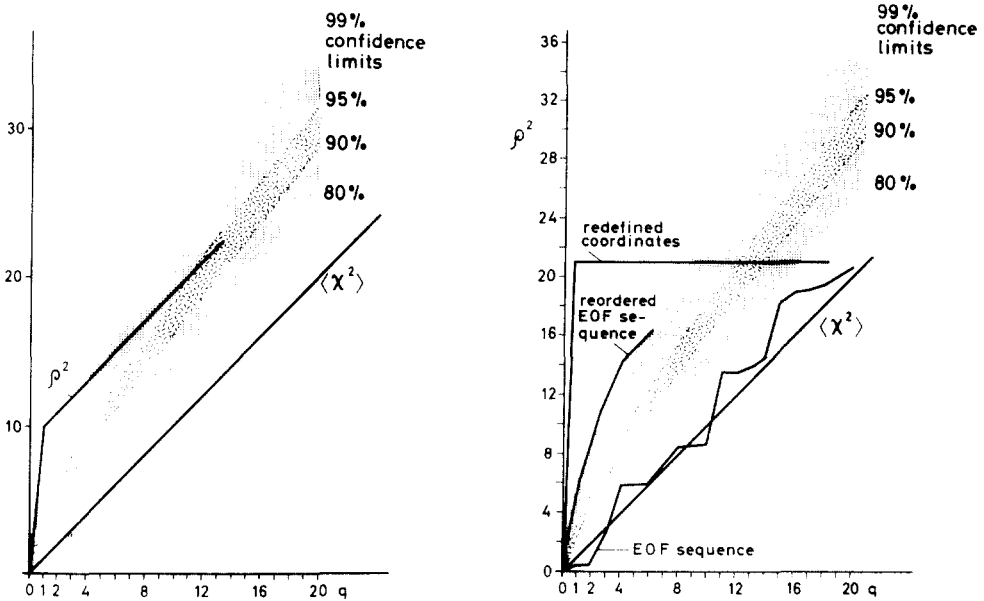 99%
confidence
limits
95%
90%
80%
30
20
10
⟨χ²⟩
ρ²
0 1 2 4 8 12 16 20 q
99%
confidence
limits
95%
90%
80%
36
32
28
24
20
16
12
8
4
0
ρ²
redefined
coordinates
reordered
EOF se-
quence
⟨χ²⟩
EOF sequence
0 1 2 4 8 12 16 20 q